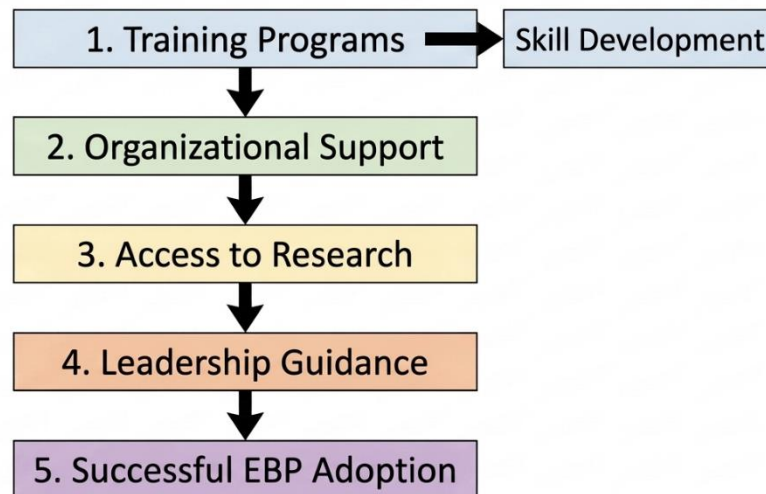 1. Training Programs
Skill Development
2. Organizational Support
3. Access to Research
4. Leadership Guidance
5. Successful EBP Adoption